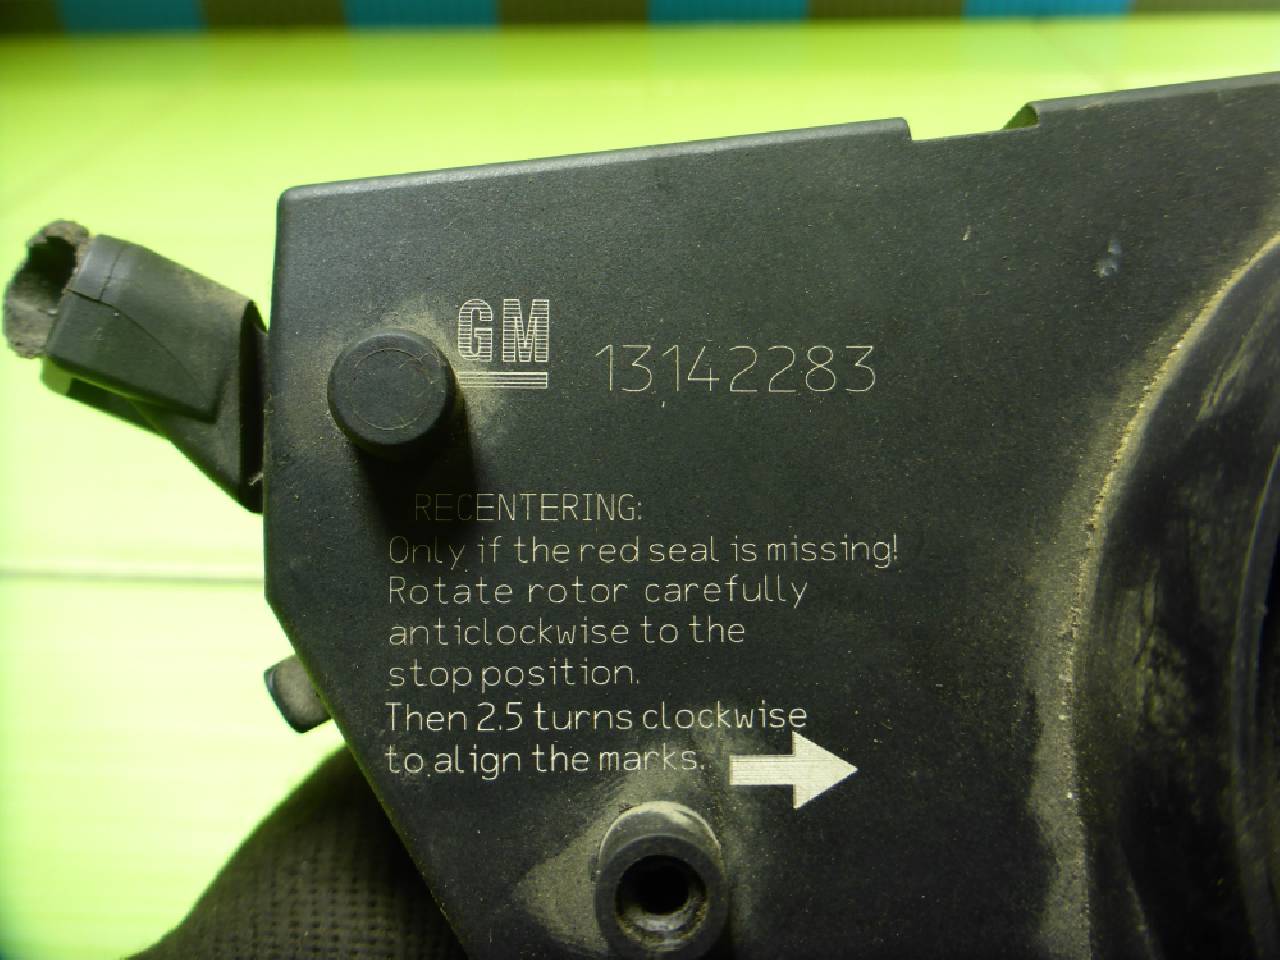 GM 13142283
RECENTERING:
Only if the red seal is missing!
Rotate rotor carefully
anticlockwise to the
stop position.
Then 2.5 turns clockwise
to align the marks.